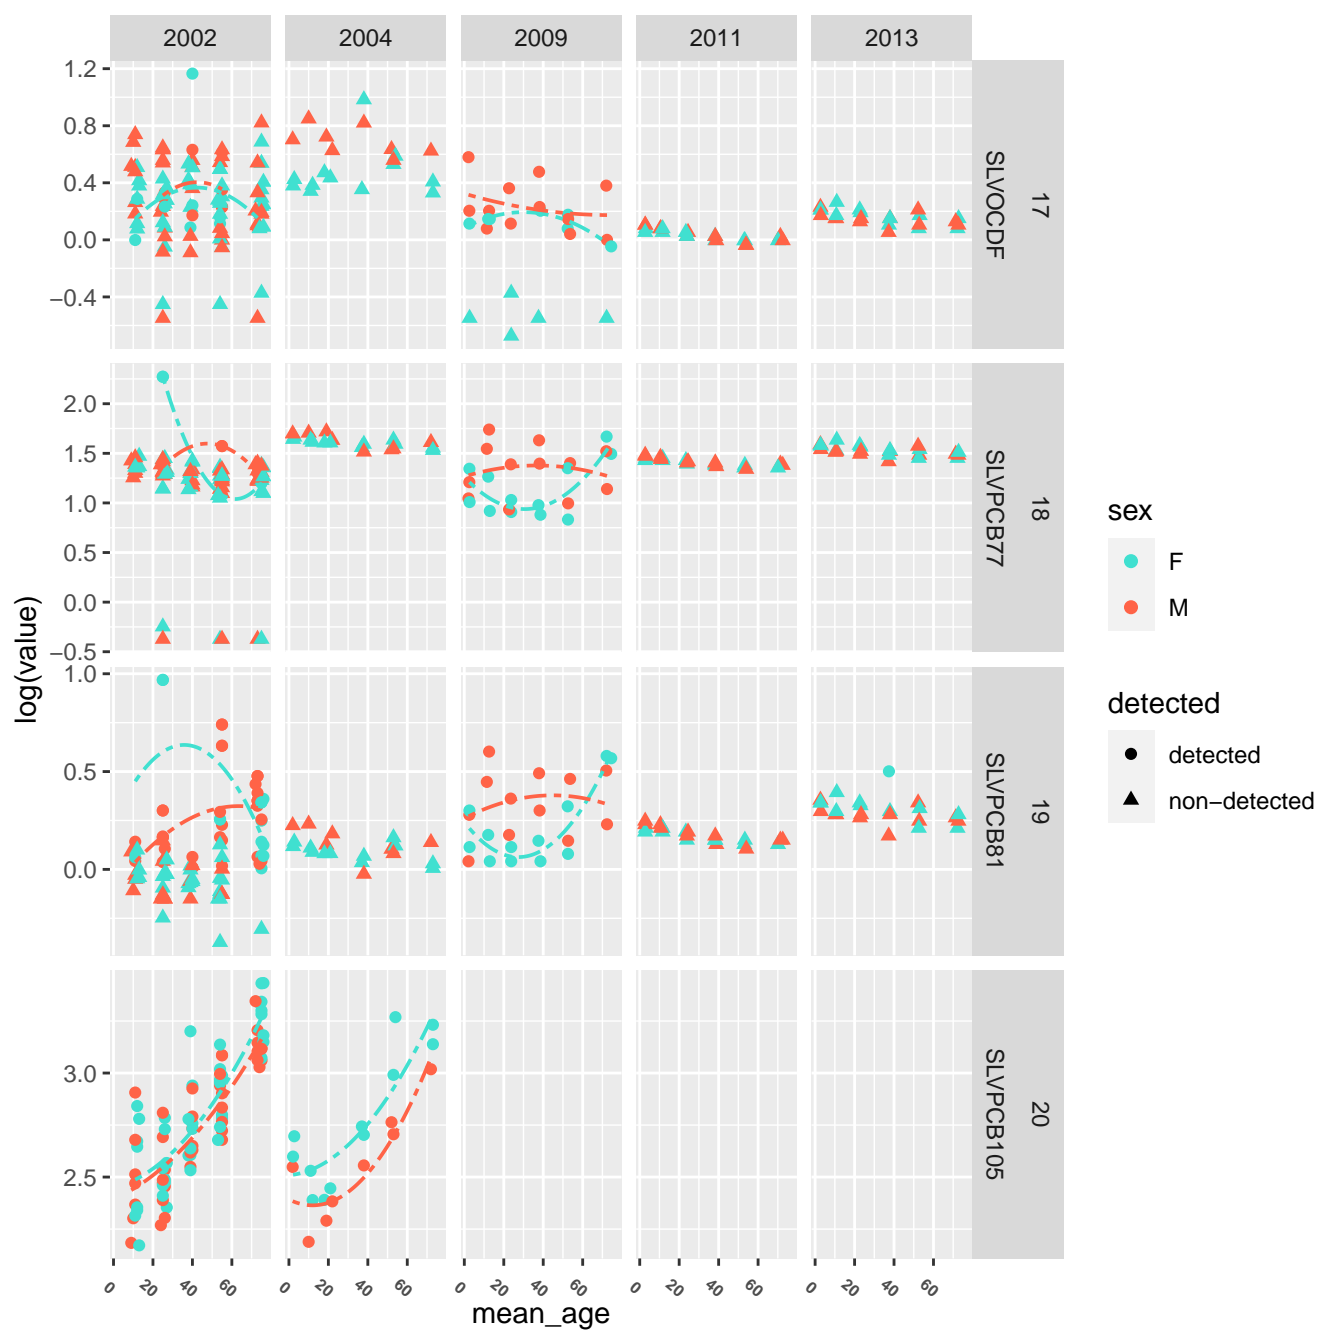 2002 2004 2009 2011 2013
1.2
0.8
0.4
0.0
−0.4
17
SLVOCDF
2.0
1.5
1.0
0.5
0.0
−0.5
18
SLVPCB77
1.0
0.5
0.0
19
SLVPCB81
3.0
2.5
20
SLVPCB105
log(value)
0 20 40 60 0 20 40 60 0 20 40 60 0 20 40 60 0 20 40 60
mean_age
sex
F
M
detected
detected
non−detected